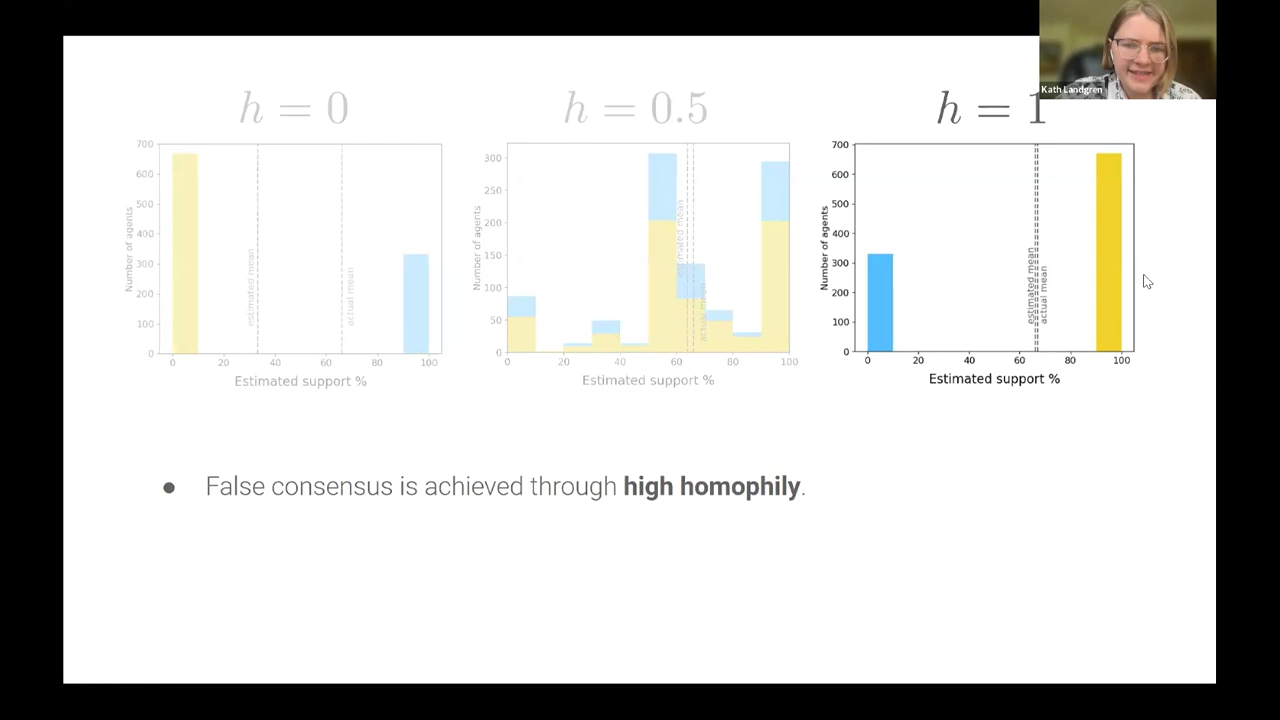 Kath Landgren
h = 0
h = 0.5
h = 1
700
600
500
400
300
200
100
0
Number of agents
estimated mean
actual mean
0
20
40
60
80
100
Estimated support %
300
250
200
150
100
50
0
Number of agents
estimated mean
actual mean
0
20
40
60
80
100
Estimated support %
700
600
500
400
300
200
100
0
Number of agents
estimated mean
actual mean
0
20
40
60
80
100
Estimated support %
● False consensus is achieved through high homophily.